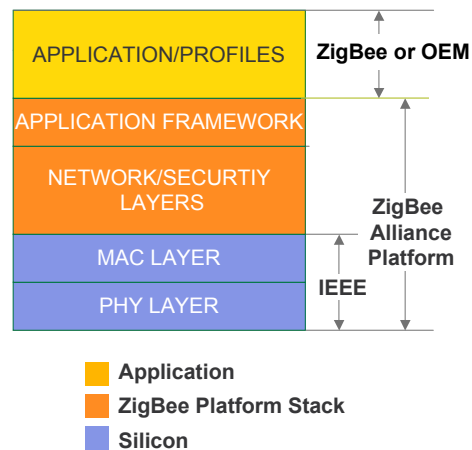 APPLICATION/PROFILES
ZigBee or OEM
APPLICATION FRAMEWORK
NETWORK/SECURTIY
LAYERS
ZigBee
Alliance
Platform
MAC LAYER
IEEE
PHY LAYER
Application
ZigBee Platform Stack
Silicon